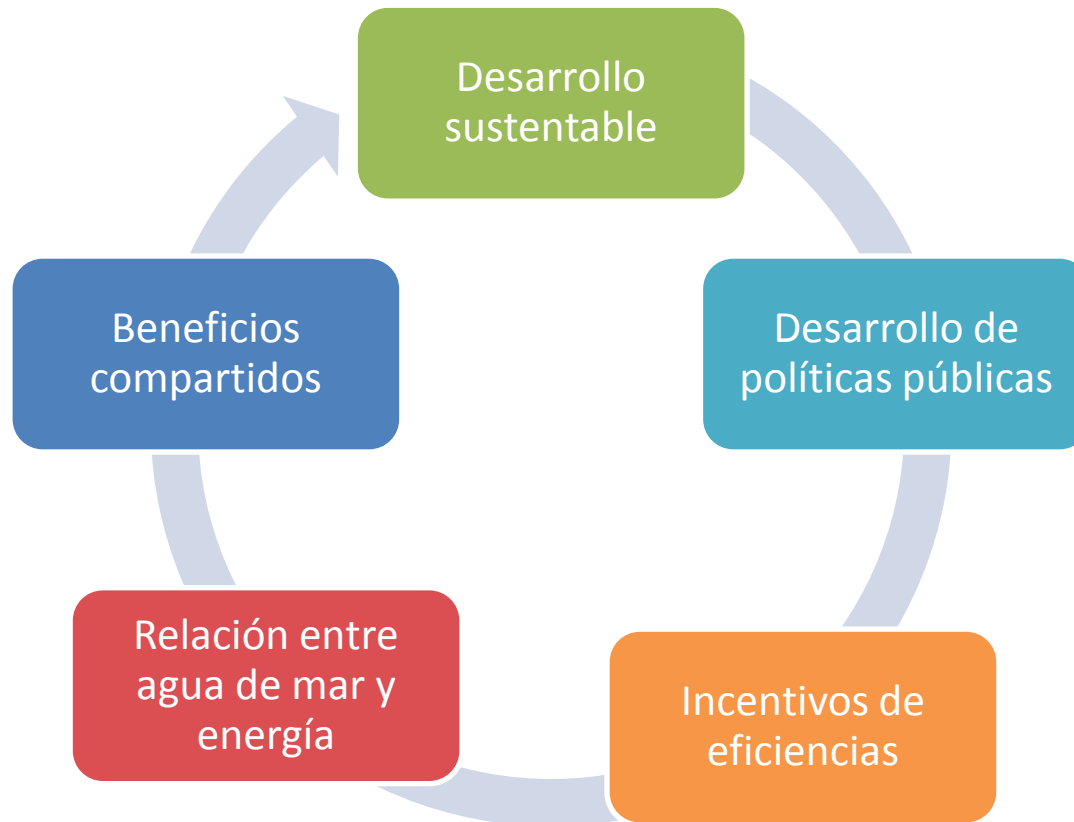 Desarrollo
sustentable
Desarrollo de
políticas públicas
Incentivos de
eficiencias
Relación entre
agua de mar y
energía
Beneficios
compartidos